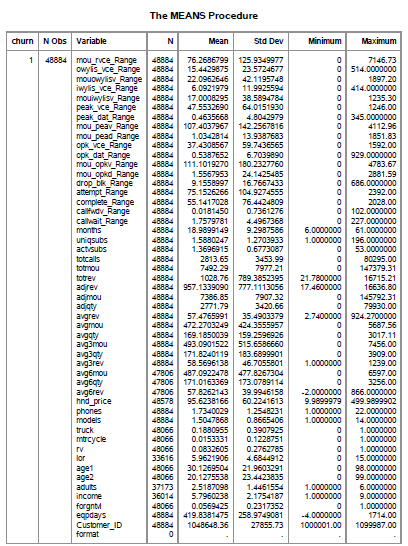 The MEANS Procedure
churn N Obs Variable N Mean Std Dev Minimum Maximum
1 48884 mou_rvce_Range 48884 76.2686799 125.9349977 0 7146.73
owylis_vce_Range 48884 15.4429875 23.5724677 0 514.0000000
mouowylisv_Range 48884 22.0962646 42.1195748 0 1897.20
iwylis_vce_Range 48884 6.0921979 11.9925594 0 414.0000000
mouiwylisv_Range 48884 17.0008295 38.5894784 0 1235.30
peak_vce_Range 48884 47.5532690 64.0151930 0 1246.00
peak_dat_Range 48884 0.4635668 4.8042979 0 345.0000000
mou_peav_Range 48884 107.4037967 142.2567816 0 4112.96
mou_pead_Range 48884 1.0342814 13.9387683 0 1851.83
opk_vce_Range 48884 37.4308567 59.7436565 0 1592.00
opk_dat_Range 48884 0.5387652 6.7039890 0 929.0000000
mou_opkv_Range 48884 111.1019270 180.2327760 0 4783.67
mou_opkd_Range 48884 1.5567953 24.1425485 0 2881.59
drop_blk_Range 48884 9.1558997 16.7667433 0 686.0000000
attempt_Range 48884 75.1526266 104.9274555 0 2392.00
complete_Range 48884 55.1417028 76.4424809 0 2028.00
callfwdv_Range 48884 0.0181450 0.7361276 0 102.0000000
callwait_Range 48884 1.7579781 4.4967368 0 227.0000000
months 48884 18.9899149 9.2987586 6.0000000 61.0000000
uniqsubs 48884 1.5880247 1.2703933 1.0000000 196.0000000
actvsubs 48884 1.3696915 0.6773087 0 53.0000000
totcalls 48884 2813.65 3453.99 0 80295.00
totmou 48884 7492.29 7977.21 0 147379.31
totrev 48884 1028.76 789.3852395 21.7800000 16715.21
adjrev 48884 957.1339090 777.1113056 17.4600000 16636.80
adjmou 48884 7386.85 7907.32 0 145792.31
adjqty 48884 2771.79 3420.66 0 79930.00
avgrev 48884 57.4765991 35.4903379 2.7400000 924.2700000
avgmou 48884 472.2703249 424.3555957 0 5687.56
avgqty 48884 169.1850039 159.2596926 0 3017.11
avg3mou 48884 493.0901522 515.6586660 0 7456.00
avg3qty 48884 171.8240119 183.6899901 0 3909.00
avg3rev 48884 58.5696138 46.7055801 1.0000000 1239.00
avg6mou 47806 487.0922478 477.8267304 0 6597.00
avg6qty 47806 171.0163369 173.0789114 0 3256.00
avg6rev 47806 57.8262143 39.9946158 -2.0000000 866.0000000
hnd_price 48578 95.6238166 60.2241613 9.9899979 499.9899902
phones 48884 1.7340029 1.2548231 1.0000000 22.0000000
models 48884 1.5047868 0.8665406 1.0000000 14.0000000
truck 48066 0.1880955 0.3907925 0 1.0000000
mtrcycle 48066 0.0153331 0.1228751 0 1.0000000
rv 48066 0.0832605 0.2762785 0 1.0000000
lor 33616 5.9621906 4.6844912 0 15.0000000
age1 48066 30.1269504 21.9603291 0 98.0000000
age2 48066 20.1275538 23.4423835 0 99.0000000
adults 37173 2.5187098 1.4461554 1.0000000 6.0000000
income 36014 5.7960238 2.1754187 1.0000000 9.0000000
forgntvl 48066 0.0569425 0.2317352 0 1.0000000
eqpdays 48884 419.8381475 258.9749081 -4.0000000 1714.00
Customer_ID 48884 1048648.36 27855.73 1000001.00 1099987.00
format 0 . . . .